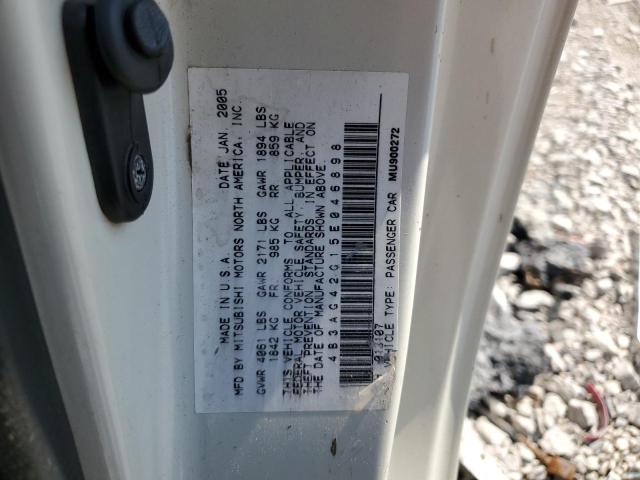 MADE IN U.S.A. DATE JAN, 2005
MFD BY MITSUBISHI MOTORS NORTH AMERICA, INC.
GVWR 4061 LBS GAWR 2171 LBS GAWR 1894 LBS
1842 KG FR. 985 KG RR 859 KG
THIS VEHICLE CONFORMS TO ALL APPLICABLE
FEDERAL MOTOR VEHICLE SAFETY, BUMPER, AND
THEFT PREVENTION STANDARDS IN EFFECT ON
THE DATE OF MANUFACTURE SHOWN ABOVE.
4B3AG42G15E046898
VEHICLE TYPE: PASSENGER CAR MU900272